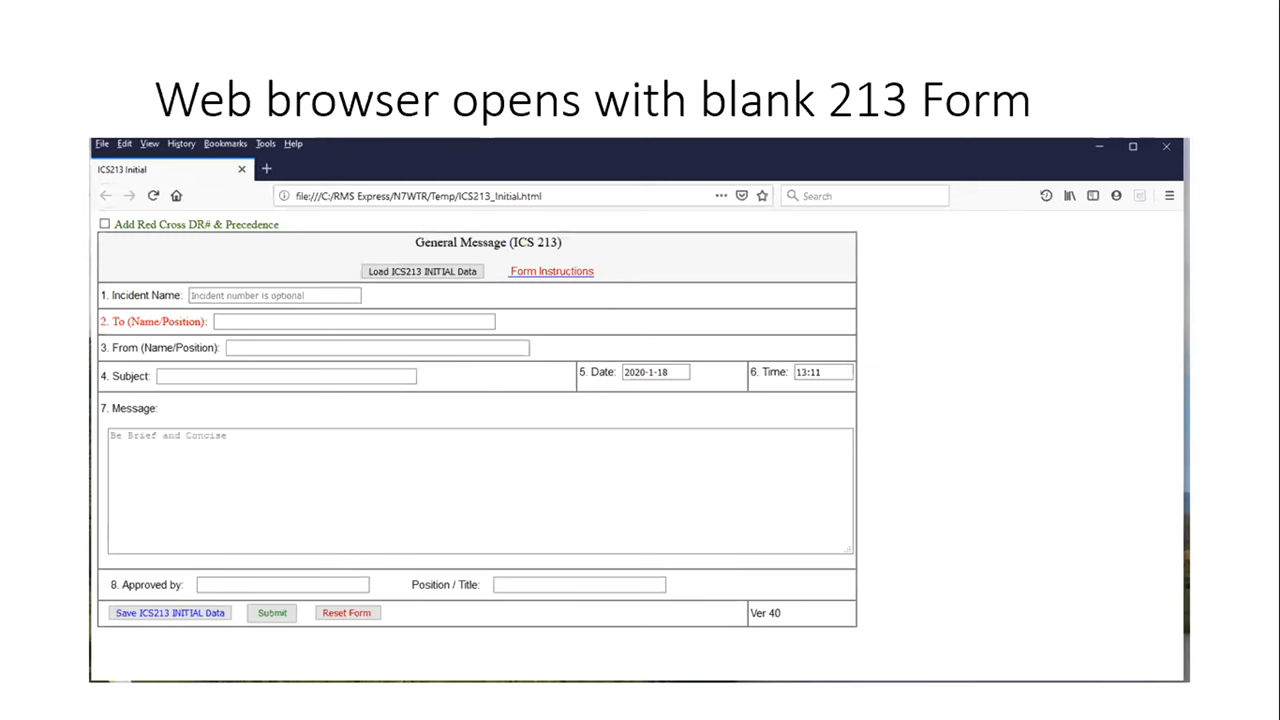 Web browser opens with blank 213 Form
File Edit View History Bookmarks Tools Help
ICS213 Initial
file:///C:/RMS Express/N7WTR/Temp/ICS213_Initial.html
Search
Add Red Cross DR# & Precedence
General Message (ICS 213)
Load ICS213 INITIAL Data Form Instructions
1. Incident Name: Incident number is optional
2. To (Name/Position):
3. From (Name/Position):
4. Subject: 5. Date: 2020-1-18 6. Time: 13:11
7. Message:
Be Brief and Concise
8. Approved by: Position / Title:
Save ICS213 INITIAL Data Submit Reset Form Ver 40